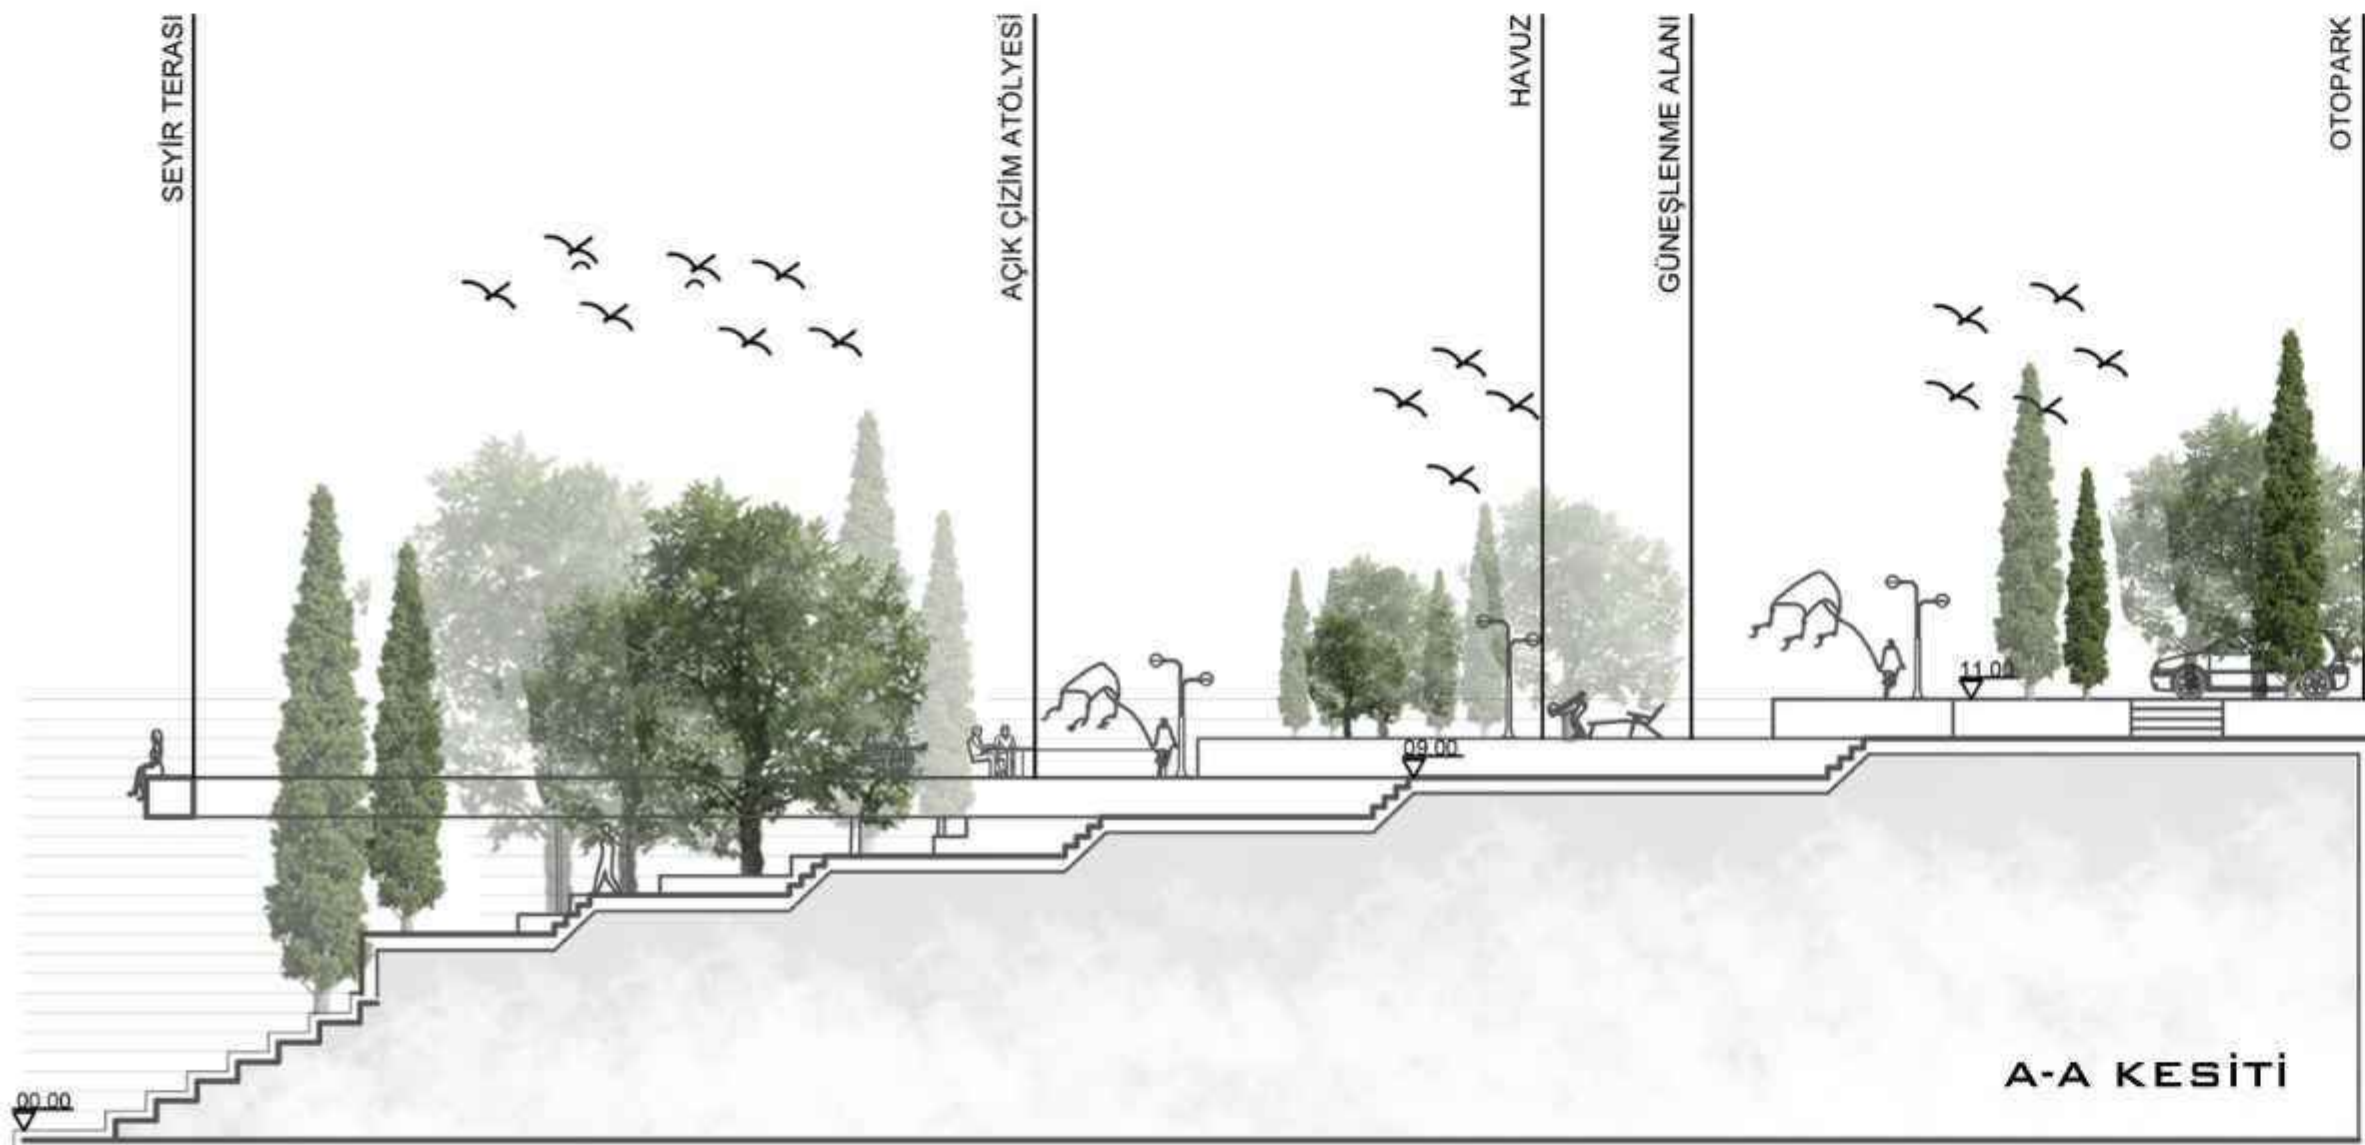 SEYİR TERASI
AÇIK ÇİZİM ATÖLYESİ
HAVUZ
GÜNEŞLENME ALANI
OTOPARK
11.00
09.00
00.00
A-A KESİTİ